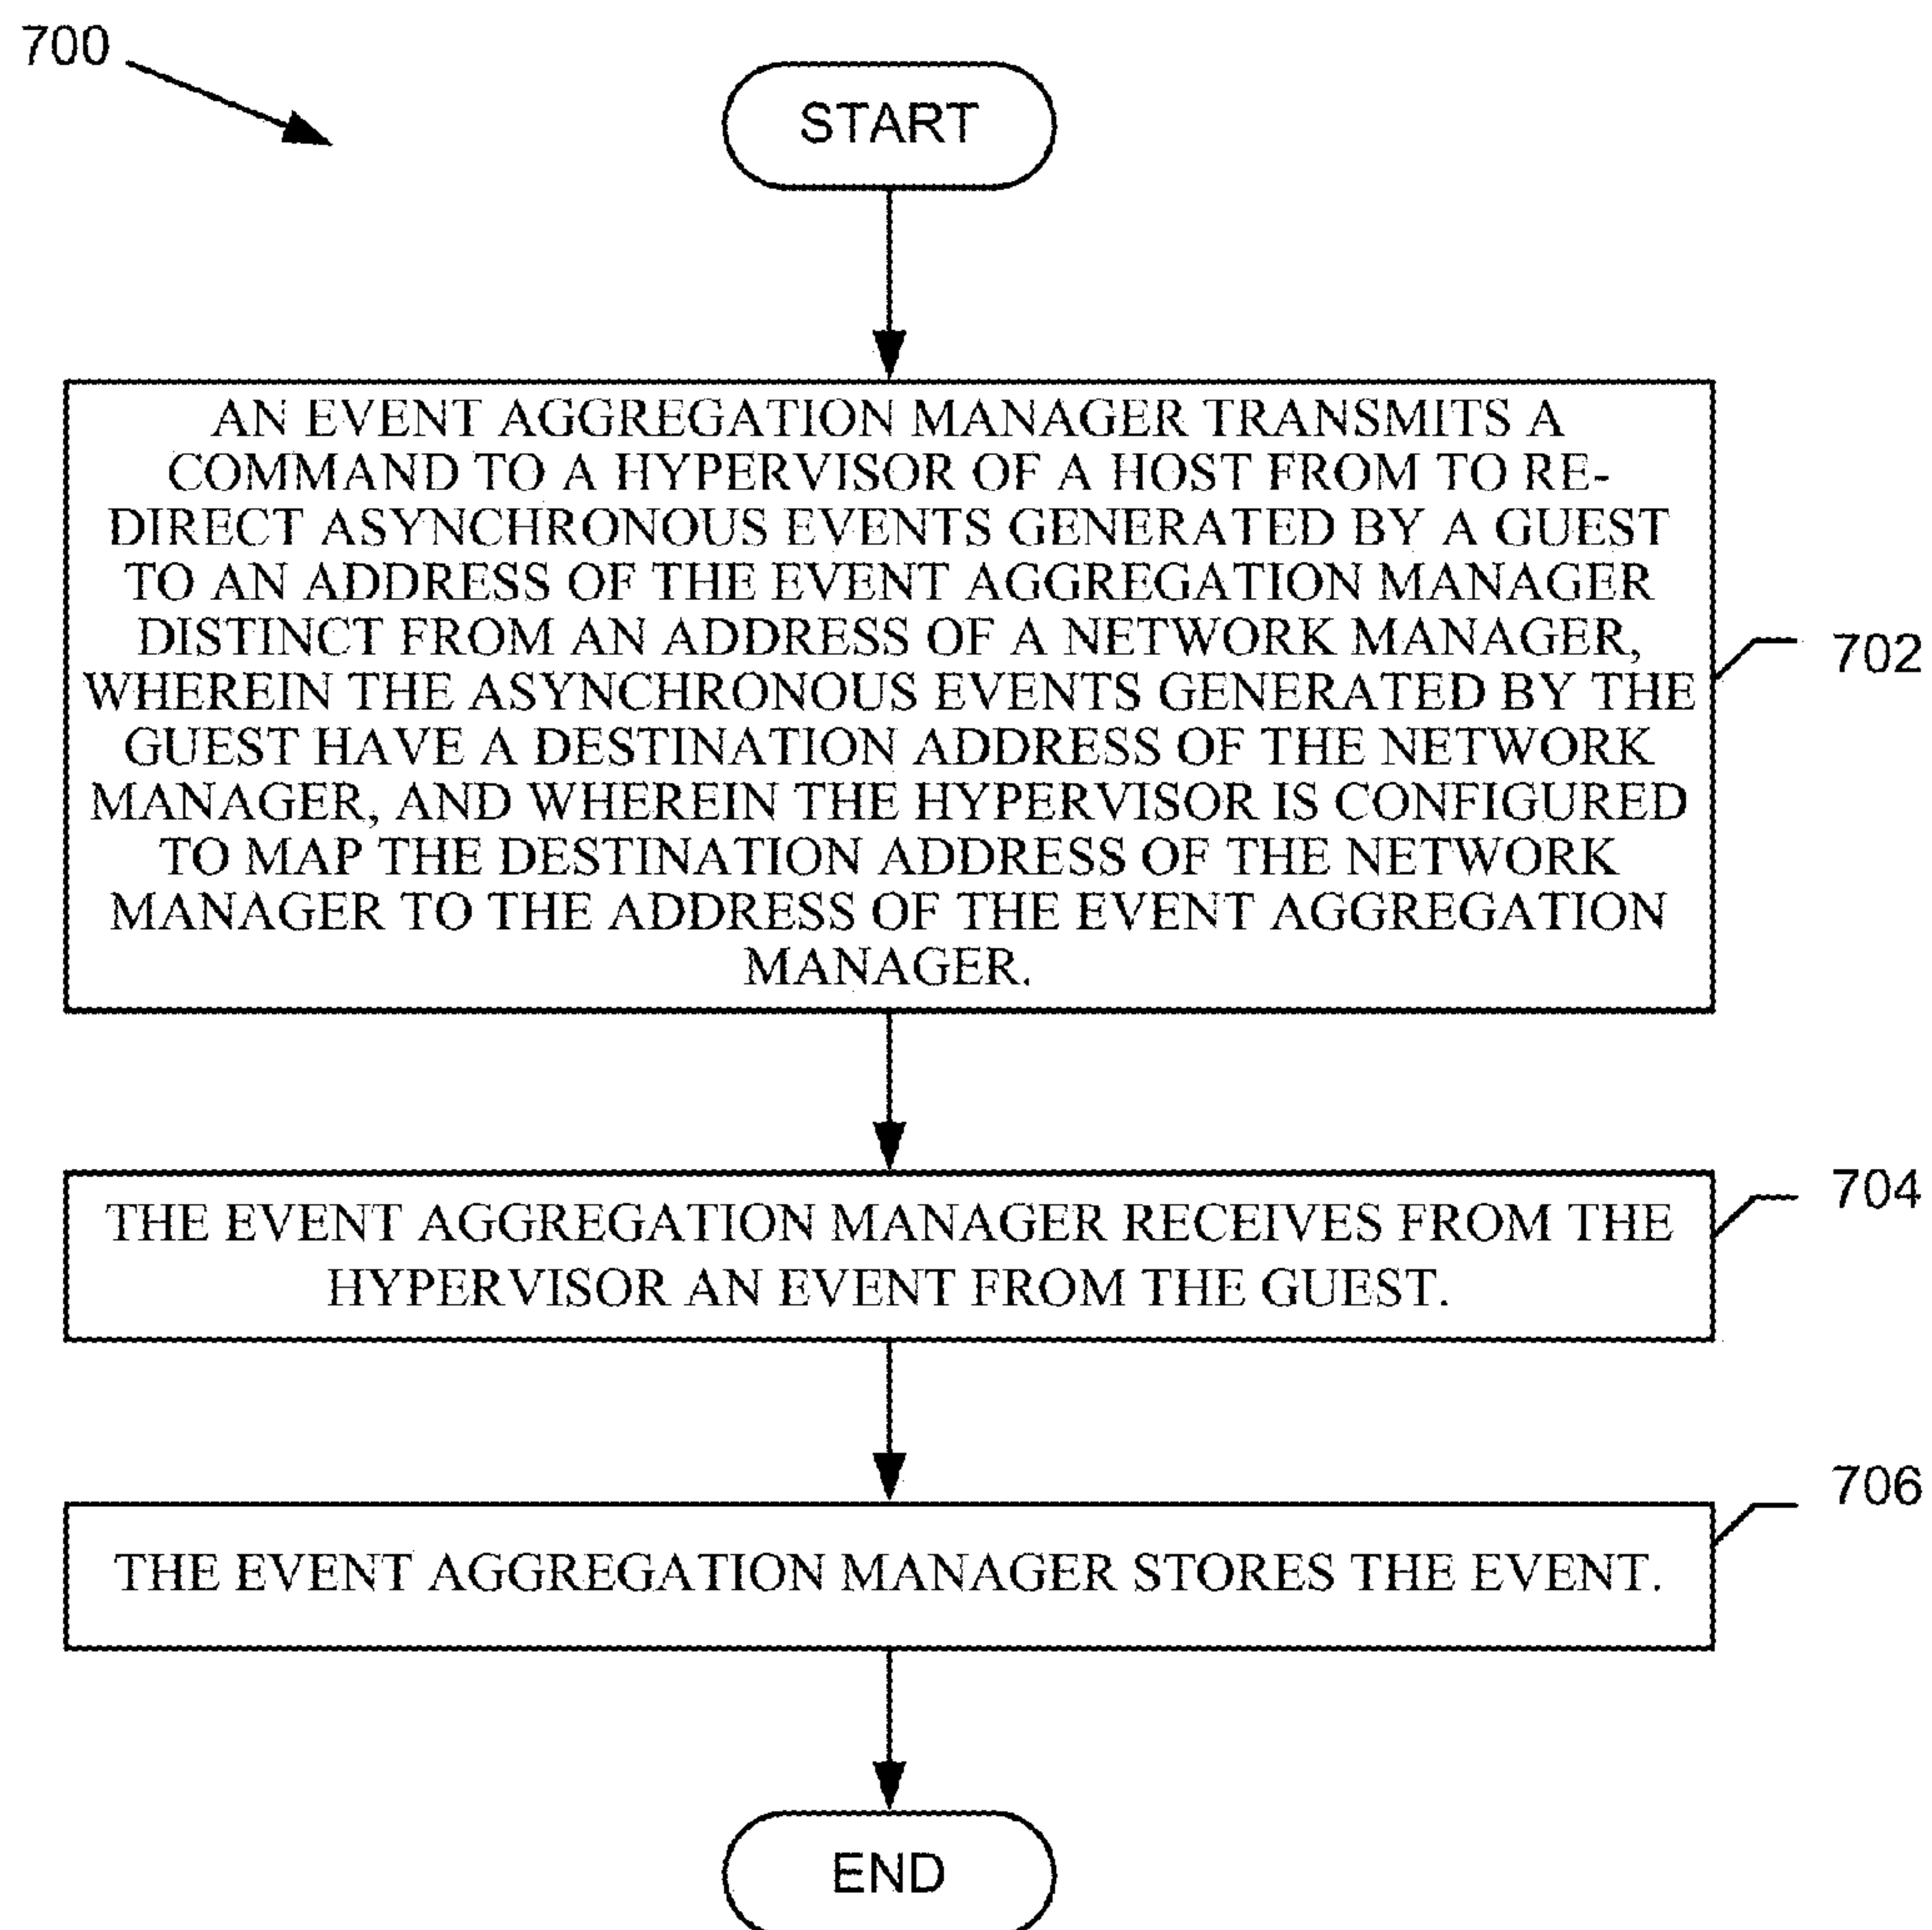 700
START
AN EVENT AGGREGATION MANAGER TRANSMITS A
COMMAND TO A HYPERVISOR OF A HOST FROM TO RE-
DIRECT ASYNCHRONOUS EVENTS GENERATED BY A GUEST
TO AN ADDRESS OF THE EVENT AGGREGATION MANAGER
DISTINCT FROM AN ADDRESS OF A NETWORK MANAGER,
WHEREIN THE ASYNCHRONOUS EVENTS GENERATED BY THE
GUEST HAVE A DESTINATION ADDRESS OF THE NETWORK
MANAGER, AND WHEREIN THE HYPERVISOR IS CONFIGURED
TO MAP THE DESTINATION ADDRESS OF THE NETWORK
MANAGER TO THE ADDRESS OF THE EVENT AGGREGATION
MANAGER.
702
THE EVENT AGGREGATION MANAGER RECEIVES FROM THE
HYPERVISOR AN EVENT FROM THE GUEST.
704
THE EVENT AGGREGATION MANAGER STORES THE EVENT.
706
END